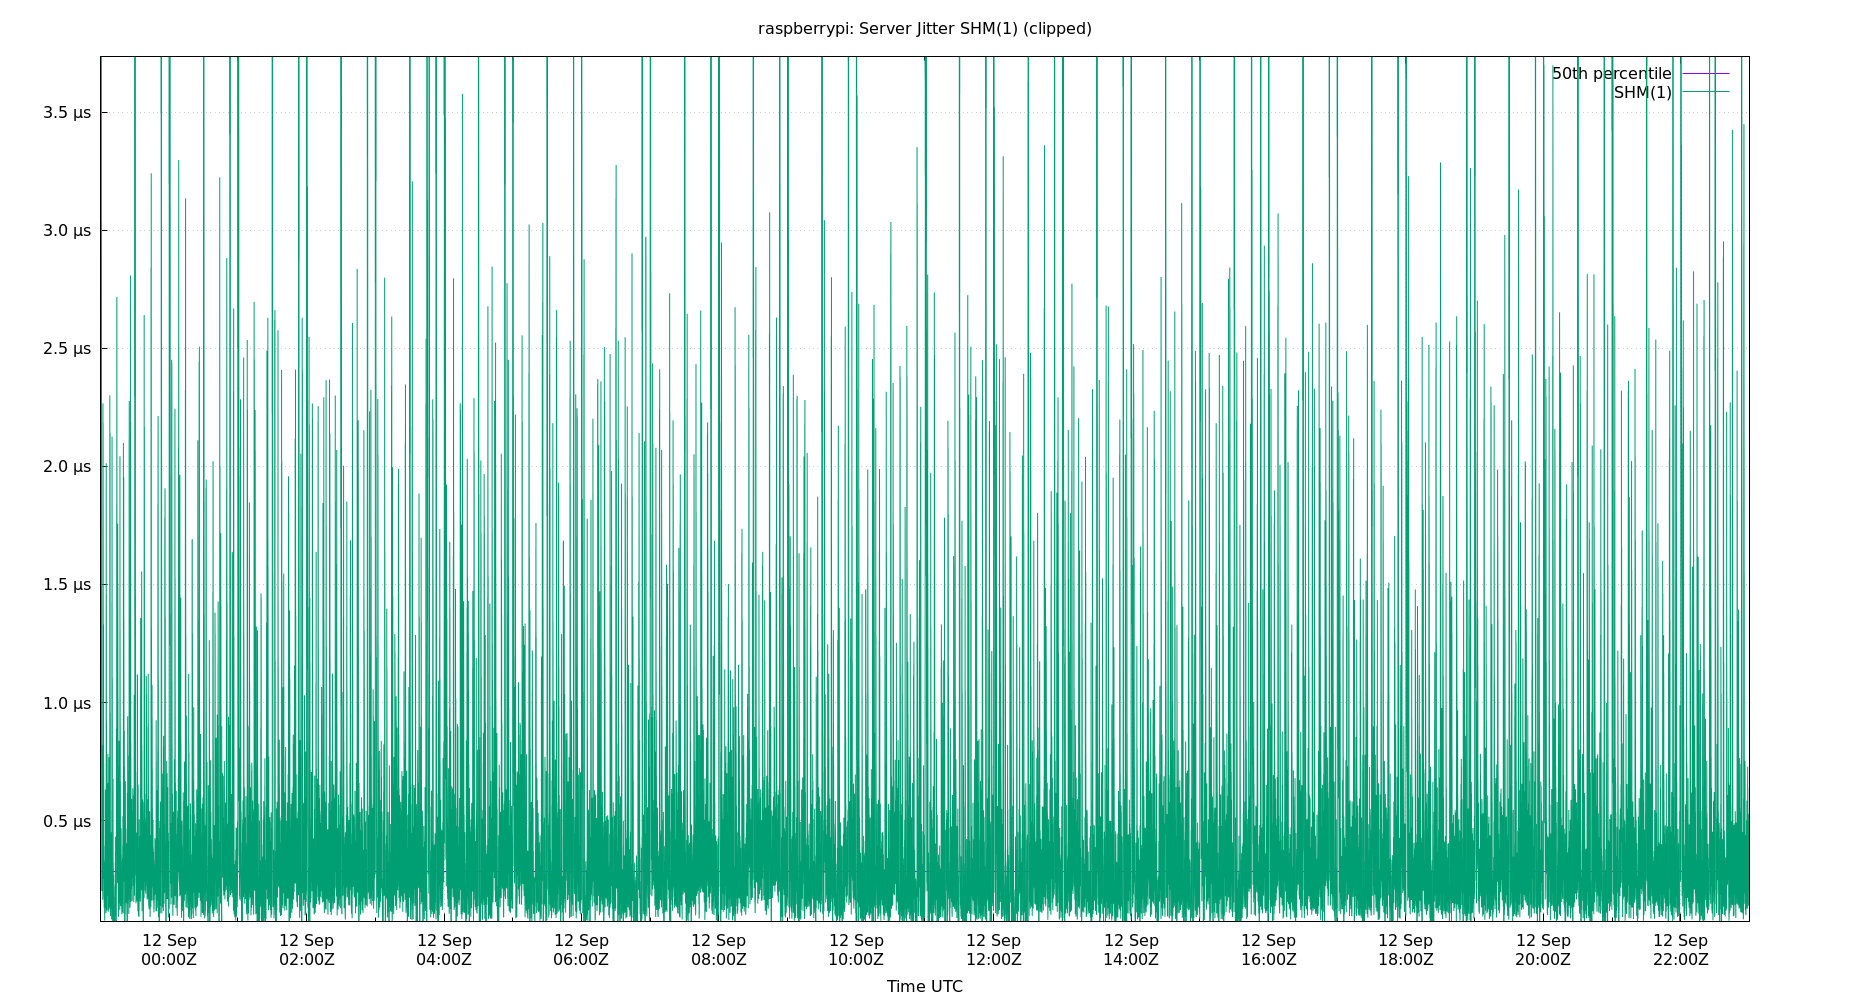 raspberrypi: Server Jitter SHM(1) (clipped)
50th percentile
SHM(1)
3.5 µs
3.0 µs
2.5 µs
2.0 µs
1.5 µs
1.0 µs
0.5 µs
12 Sep 12 Sep 12 Sep 12 Sep 12 Sep 12 Sep 12 Sep 12 Sep 12 Sep 12 Sep 12 Sep 12 Sep
00:00Z 02:00Z 04:00Z 06:00Z 08:00Z 10:00Z 12:00Z 14:00Z 16:00Z 18:00Z 20:00Z 22:00Z
Time UTC